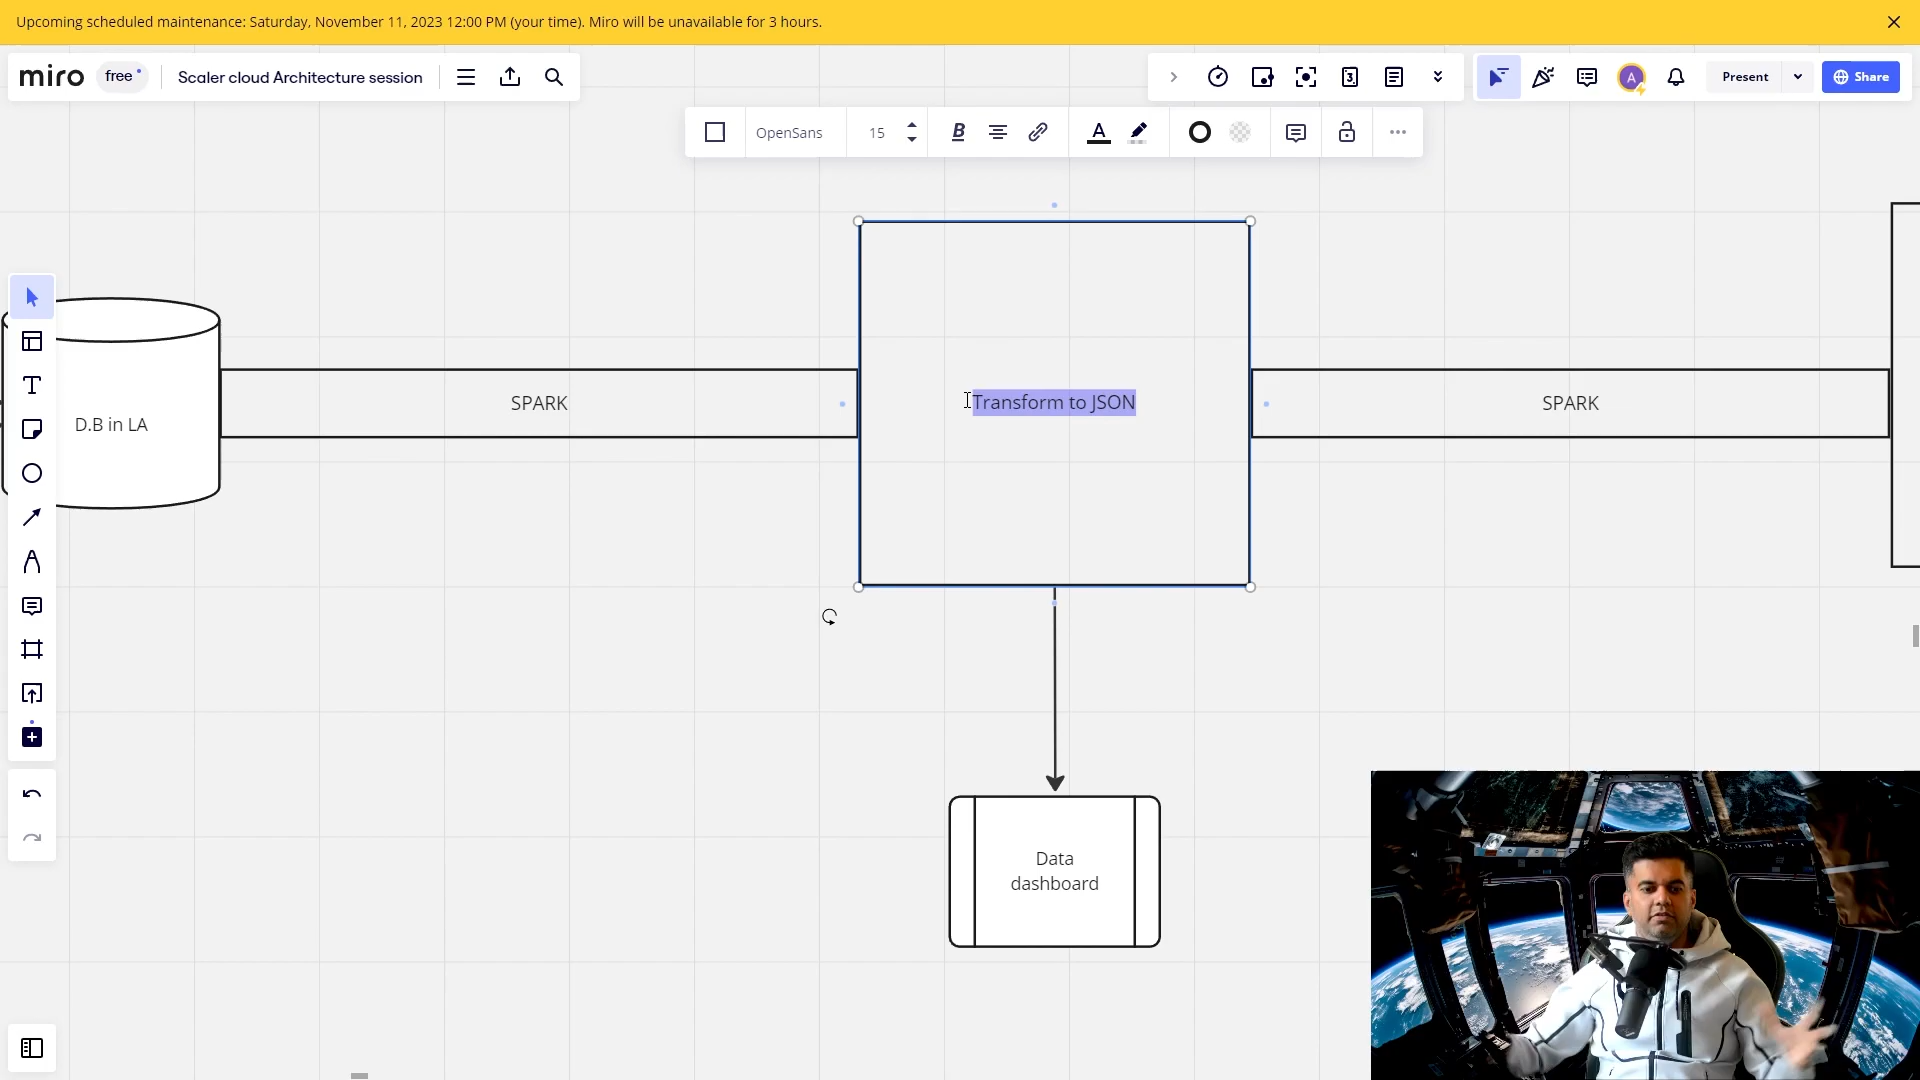 Upcoming scheduled maintenance: Saturday, November 11, 2023 12:00 PM (your time). Miro will be unavailable for 3 hours.
miro
free
Scaler cloud Architecture session
3
A
Present
Share
OpenSans
15
B
A
D.B in LA
SPARK
Transform to JSON
SPARK
Data
dashboard